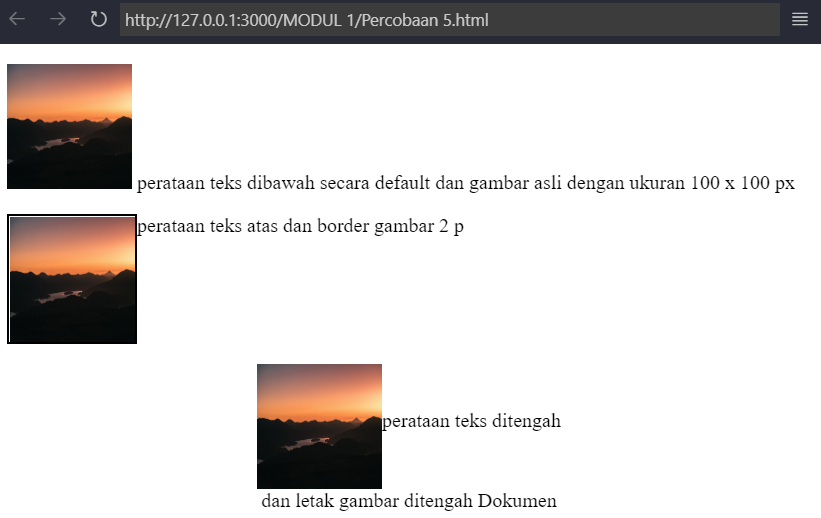 http://127.0.0.1:3000/MODUL 1/Percobaan 5.html
perataan teks dibawah secara default dan gambar asli dengan ukuran 100 x 100 px
perataan teks atas dan border gambar 2 p
perataan teks ditengah
dan letak gambar ditengah Dokumen